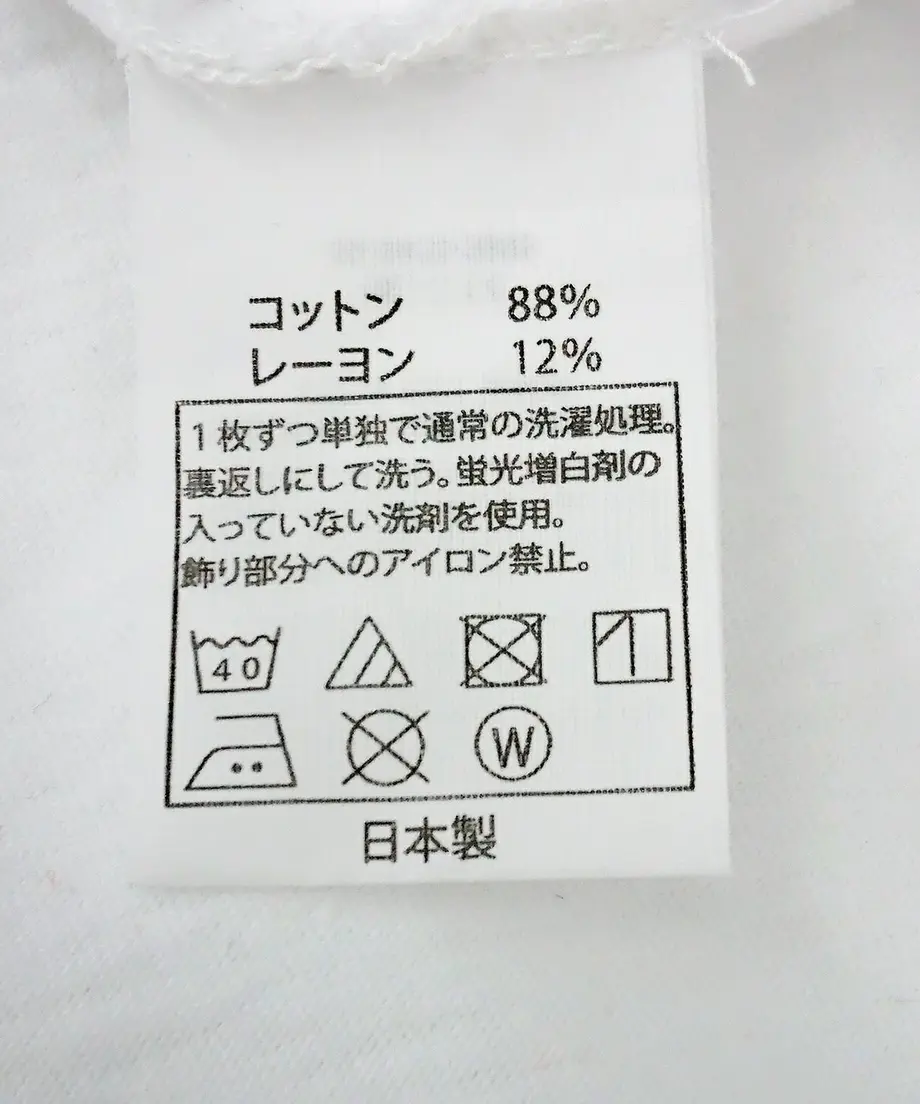 コットン 88%
レーヨン 12%
1枚ずつ単独で通常の洗濯処理。
裏返しにして洗う。蛍光増白剤の
入っていない洗剤を使用。
飾り部分へのアイロン禁止。
40
W
日本製